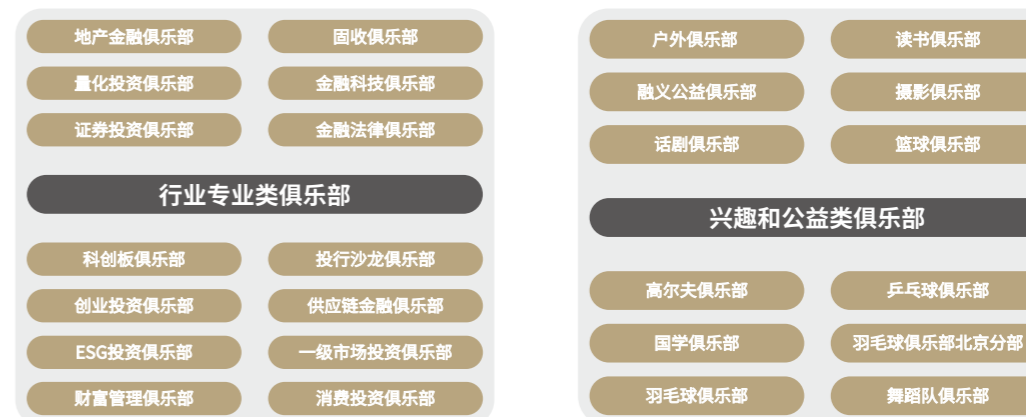 地产金融俱乐部
固收俱乐部
量化投资俱乐部
金融科技俱乐部
证券投资俱乐部
金融法律俱乐部
行业专业类俱乐部
科创板俱乐部
投行沙龙俱乐部
创业投资俱乐部
供应链金融俱乐部
ESG投资俱乐部
一级市场投资俱乐部
财富管理俱乐部
消费投资俱乐部
户外俱乐部
读书俱乐部
融义公益俱乐部
摄影俱乐部
话剧俱乐部
篮球俱乐部
兴趣和公益类俱乐部
高尔夫俱乐部
乒乓球俱乐部
国学俱乐部
羽毛球俱乐部北京分部
羽毛球俱乐部
舞蹈队俱乐部